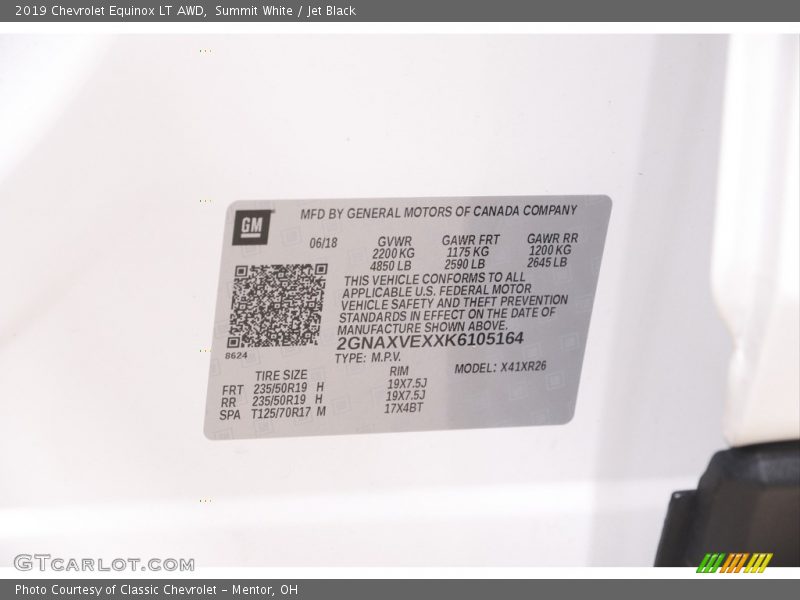 2019 Chevrolet Equinox LT AWD, Summit White / Jet Black
GM
MFD BY GENERAL MOTORS OF CANADA COMPANY
06/18 GVWR GAWR FRT GAWR RR
2200 KG 1175 KG 1200 KG
4850 LB 2590 LB 2645 LB
THIS VEHICLE CONFORMS TO ALL
APPLICABLE U.S. FEDERAL MOTOR
VEHICLE SAFETY AND THEFT PREVENTION
STANDARDS IN EFFECT ON THE DATE OF
MANUFACTURE SHOWN ABOVE.
2GNAXVEXXK6105164
8624
TYPE: M.P.V. MODEL: X41XR26
TIRE SIZE RIM
FRT 235/50R19 H 19X7.5J
RR 235/50R19 H 19X7.5J
SPA T125/70R17 M 17X4BT
GTCARLOT.COM
Photo Courtesy of Classic Chevrolet - Mentor, OH